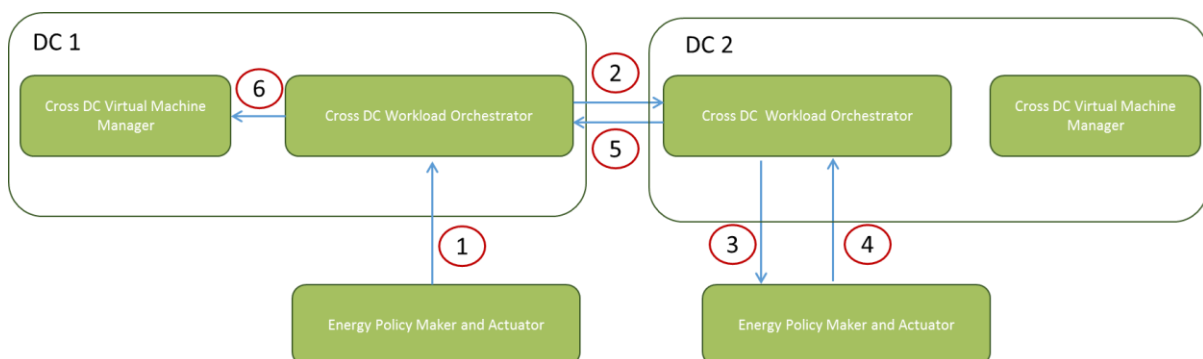 DC 1
DC 2
2
6
Cross DC Virtual Machine
Manager
Cross DC Workload Orchestrator
Cross DC Workload Orchestrator
Cross DC Virtual Machine
Manager
5
1
3
4
Energy Policy Maker and Actuator
Energy Policy Maker and Actuator